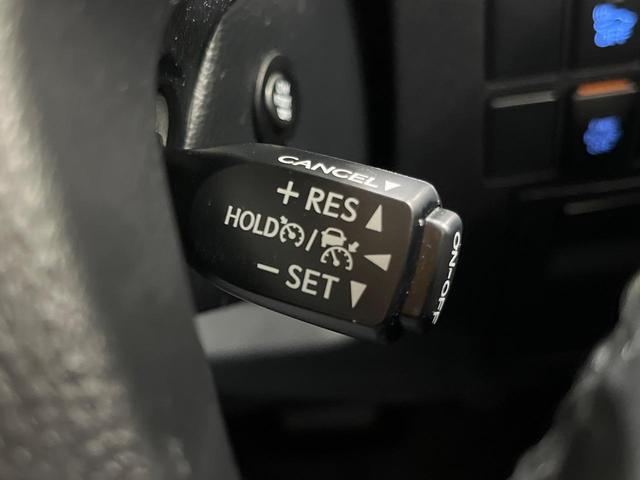 CANCEL
+ RES
HOLD /
− SET
ON-OFF